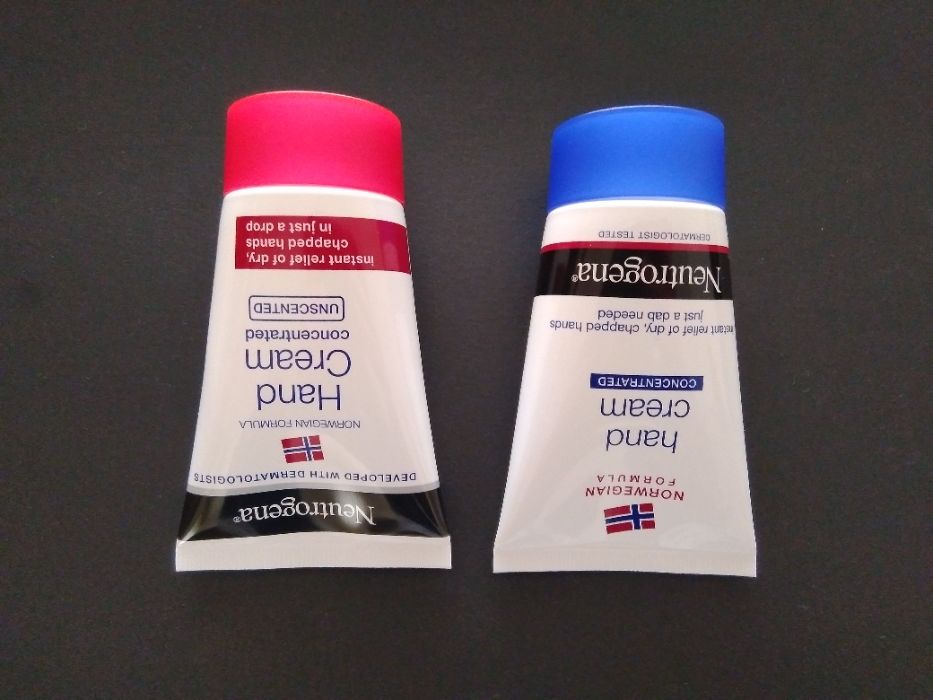 Neutrogena®
DEVELOPED WITH DERMATOLOGISTS
NORWEGIAN FORMULA
Hand
Cream
concentrated
UNSCENTED
instant relief of dry,
chapped hands
in just a drop
NORWEGIAN
FORMULA
hand
cream
CONCENTRATED
just a dab needed
instant relief of dry, chapped hands
Neutrogena®
DERMATOLOGIST TESTED